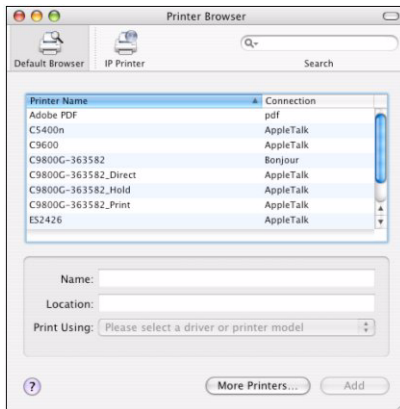 Printer Browser
Default Browser IP Printer Search
Printer Name Connection
Adobe PDF pdf
C5400n AppleTalk
C9600 AppleTalk
C9800G-363582 Bonjour
C9800G-363582_Direct AppleTalk
C9800G-363582_Hold AppleTalk
C9800G-363582_Print AppleTalk
ES2426 AppleTalk
Name:
Location:
Print Using: Please select a driver or printer model
? More Printers... Add